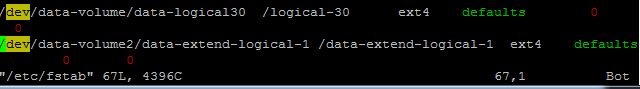 /dev/data-volume/data-logical30 /logical-30 ext4 defaults 0
0
/dev/data-volume2/data-extend-logical-1 /data-extend-logical-1 ext4 defaults
0 0
"/etc/fstab" 67L, 4396C 67,1 Bot